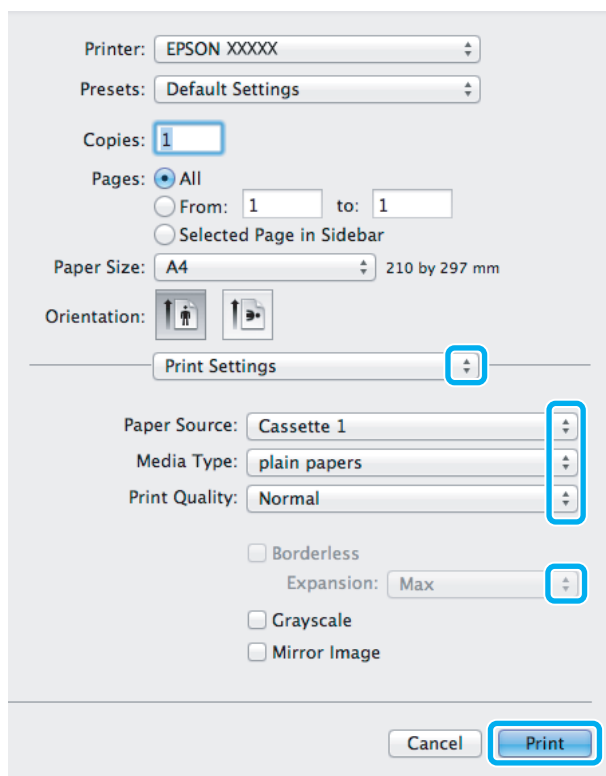 Printer: EPSON XXXXX
Presets: Default Settings
Copies: 1
Pages: All
From: 1 to: 1
Selected Page in Sidebar
Paper Size: A4 210 by 297 mm
Orientation:
Print Settings
Paper Source: Cassette 1
Media Type: plain papers
Print Quality: Normal
Borderless
Expansion: Max
Grayscale
Mirror Image
Cancel Print